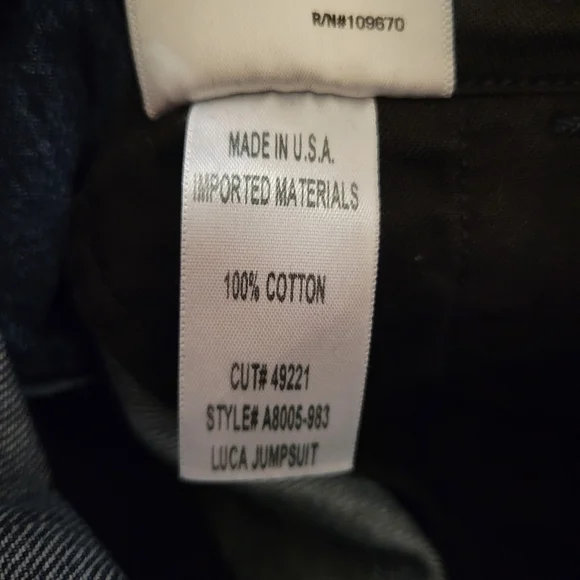 R/N#109670
MADE IN U.S.A.
IMPORTED MATERIALS
100% COTTON
CUT# 49221
STYLE# A8005-983
LUCA JUMPSUIT